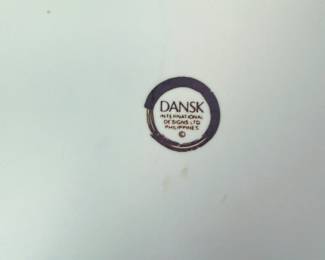 DANSK
INTERNATIONAL
DESIGNS LTD
PHILIPPINES
©